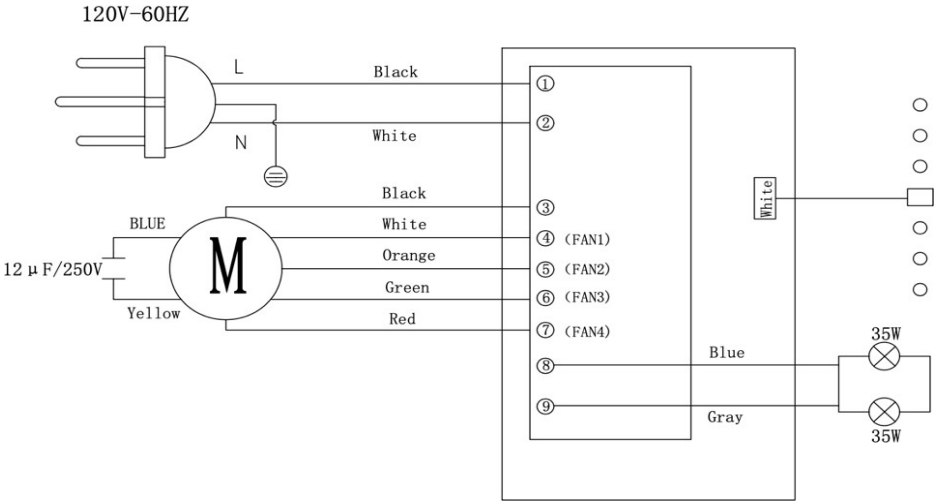 120V-60HZ
L
Black
①
N
White
②
Black
③
BLUE
White
④ (FAN1)
12μF/250V
M
Orange
⑤ (FAN2)
Green
⑥ (FAN3)
Yellow
Red
⑦ (FAN4)
White
⑧
Blue
35W
⑨
Gray
35W